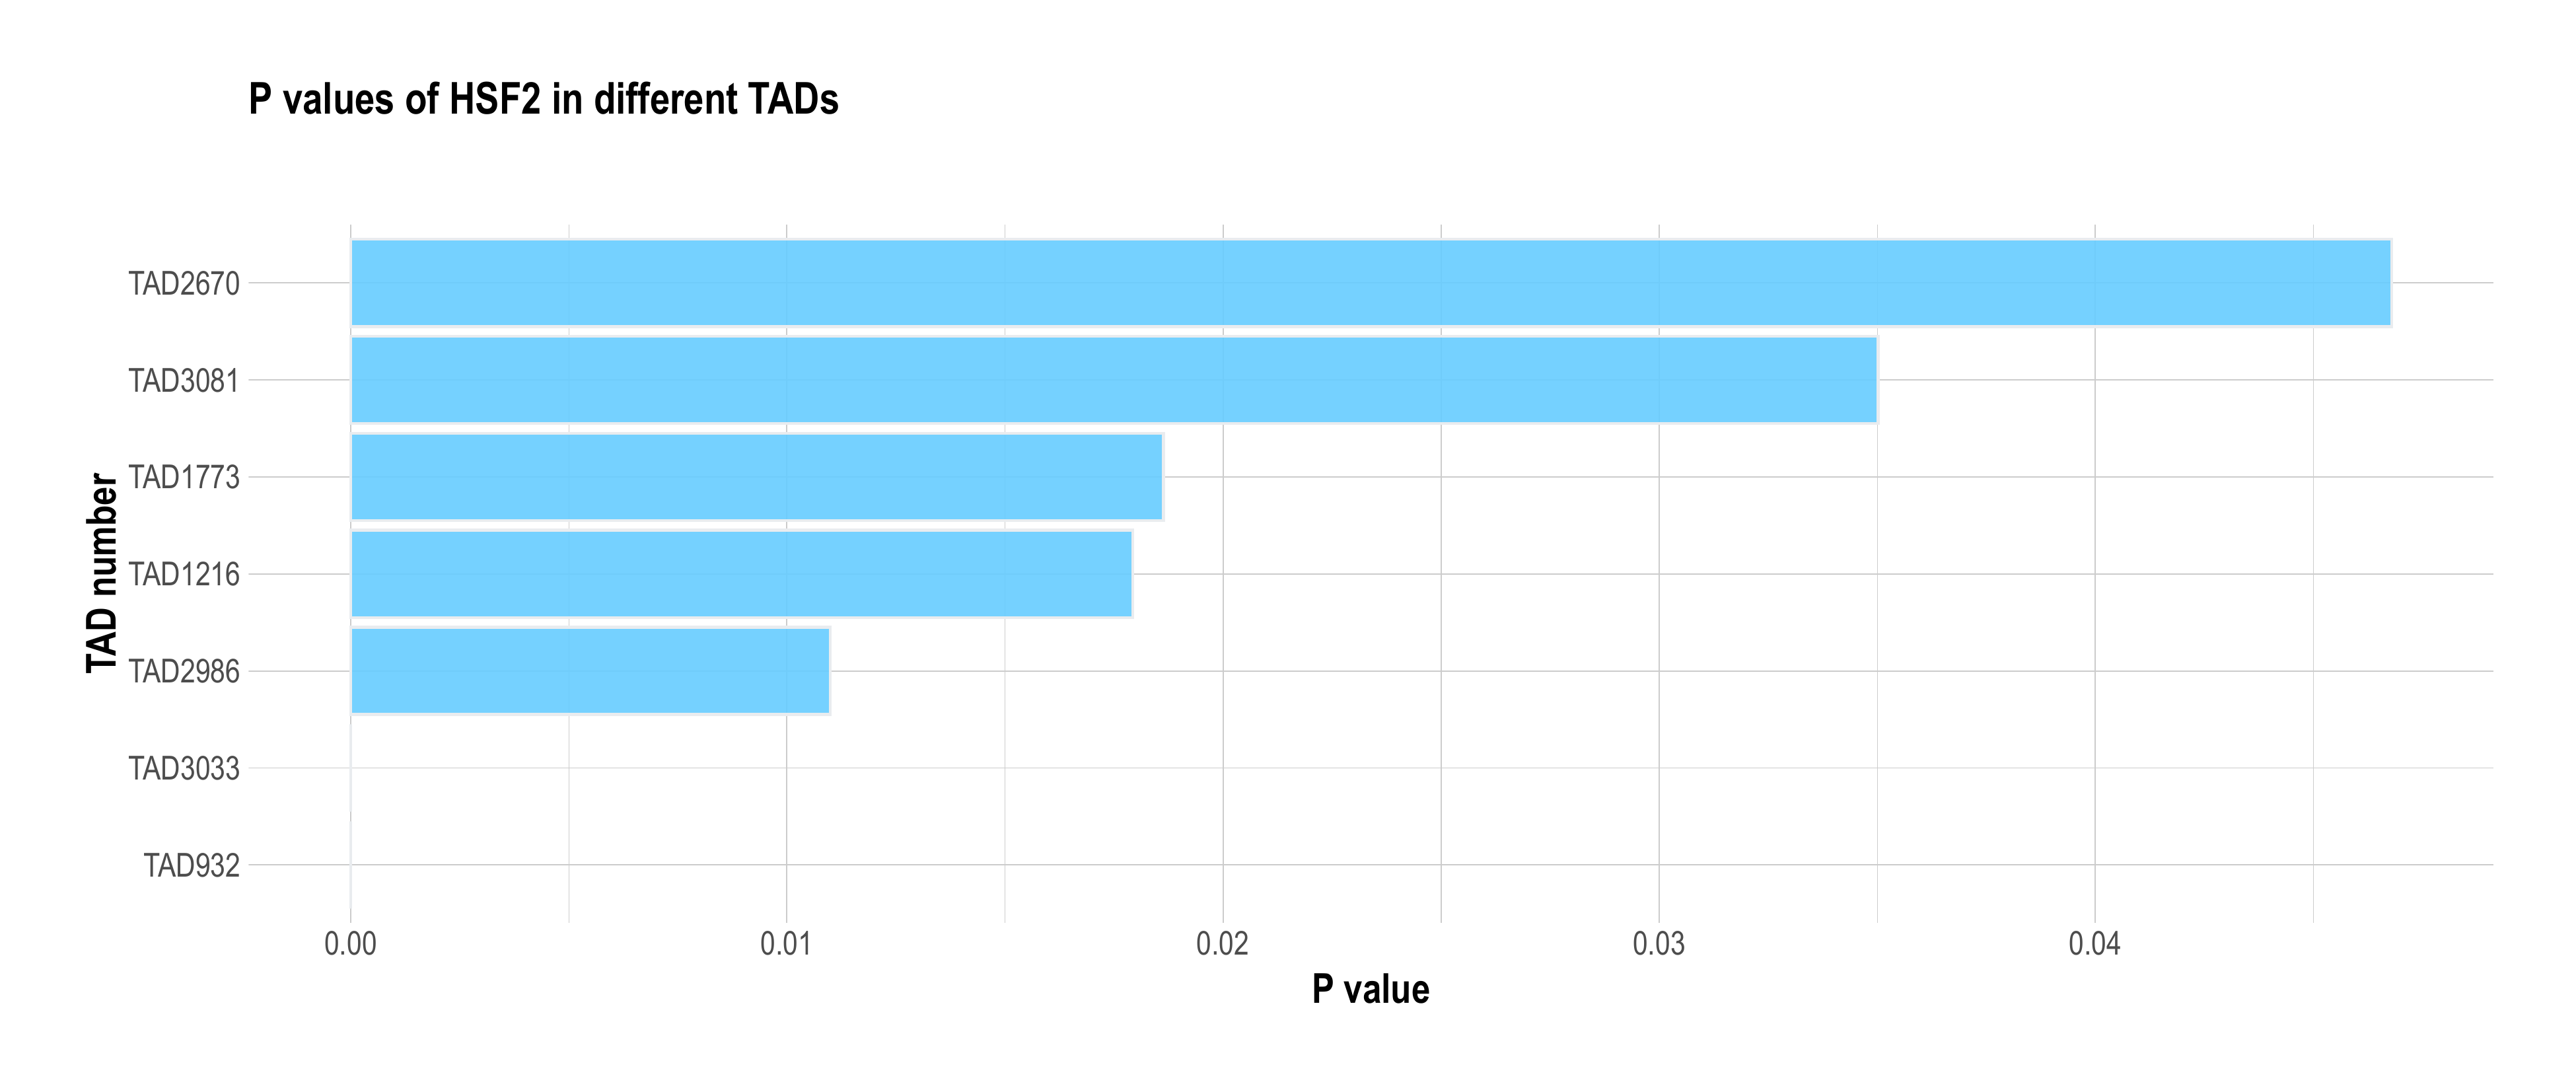 P values of HSF2 in different TADs
TAD number
TAD2670
TAD3081
TAD1773
TAD1216
TAD2986
TAD3033
TAD932
0.00 0.01 0.02 0.03 0.04
P value